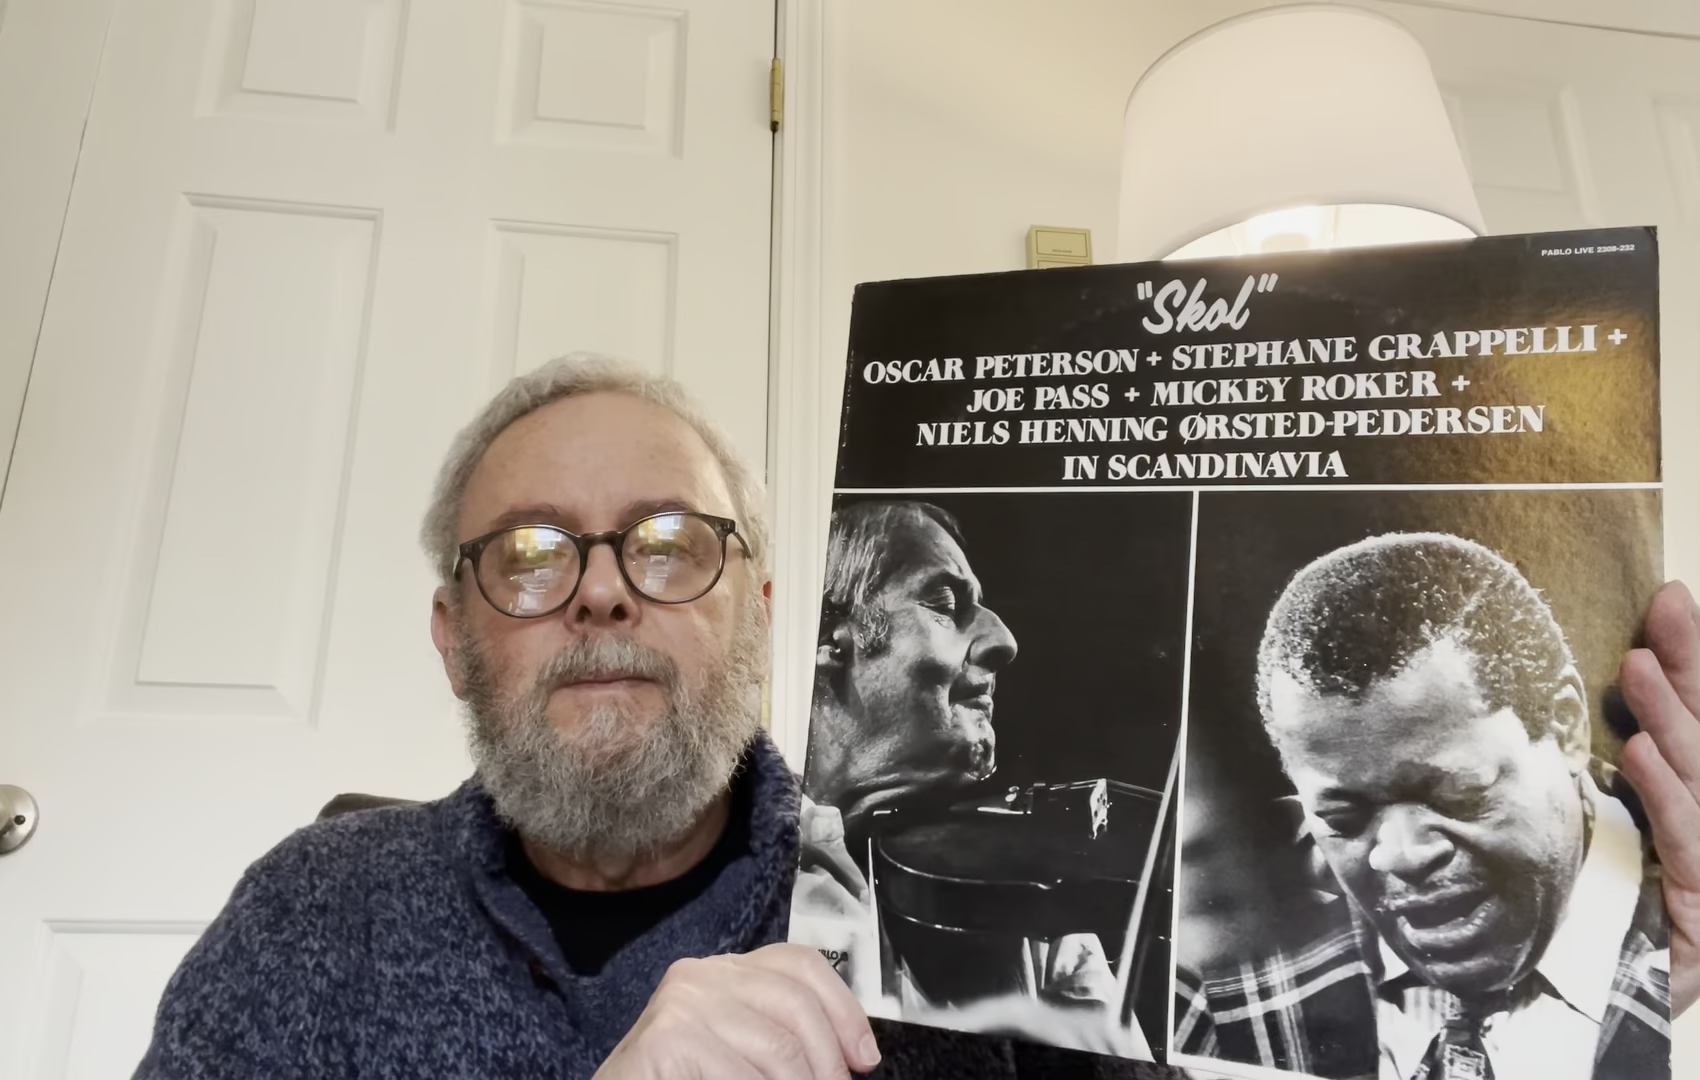 PABLO LIVE 2308-232
"Skol"
OSCAR PETERSON + STEPHANE GRAPPELLI +
JOE PASS + MICKEY ROKER +
NIELS HENNING ØRSTED-PEDERSEN
IN SCANDINAVIA